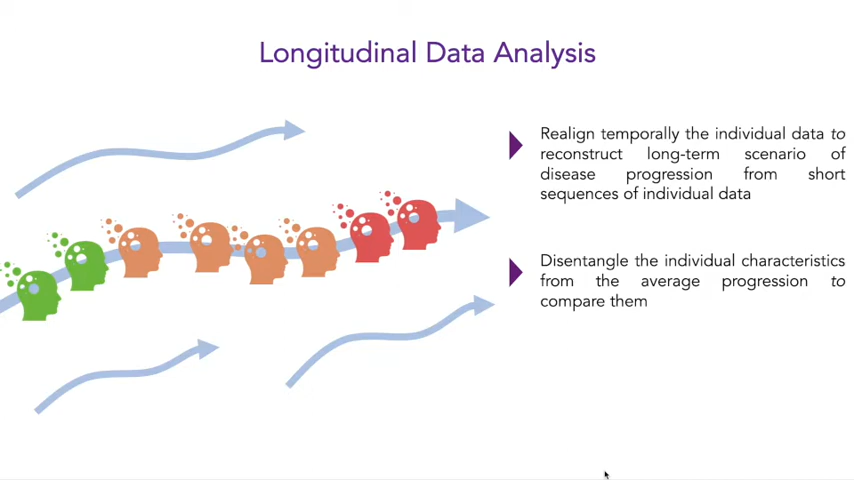 Longitudinal Data Analysis
Realign temporally the individual data to
reconstruct long-term scenario of
disease progression from short
sequences of individual data
Disentangle the individual characteristics
from the average progression to
compare them